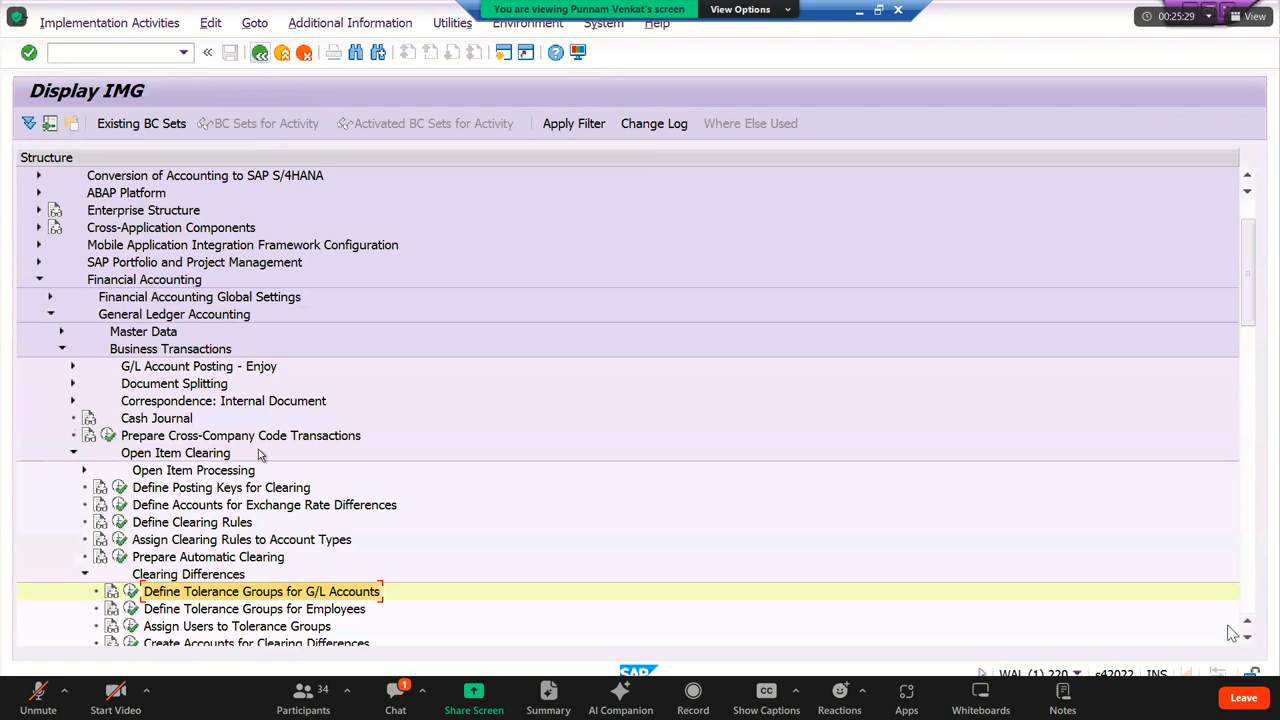 Implementation Activities Edit Goto Additional Information Utilities Environment System Help
You are viewing Punnam Venkat's screen View Options
00:25:29 View
Display IMG
Existing BC Sets BC Sets for Activity Activated BC Sets for Activity Apply Filter Change Log Where Else Used
Structure
Conversion of Accounting to SAP S/4HANA
ABAP Platform
Enterprise Structure
Cross-Application Components
Mobile Application Integration Framework Configuration
SAP Portfolio and Project Management
Financial Accounting
Financial Accounting Global Settings
General Ledger Accounting
Master Data
Business Transactions
G/L Account Posting - Enjoy
Document Splitting
Correspondence: Internal Document
Cash Journal
Prepare Cross-Company Code Transactions
Open Item Clearing
Open Item Processing
Define Posting Keys for Clearing
Define Accounts for Exchange Rate Differences
Define Clearing Rules
Assign Clearing Rules to Account Types
Prepare Automatic Clearing
Clearing Differences
Define Tolerance Groups for G/L Accounts
Define Tolerance Groups for Employees
Assign Users to Tolerance Groups
Create Accounts for Clearing Differences
SAP WAL (1) 220 s42022 INS
34 1 CC
Unmute Start Video Participants Chat Share Screen Summary AI Companion Record Show Captions Reactions Apps Whiteboards Notes Leave